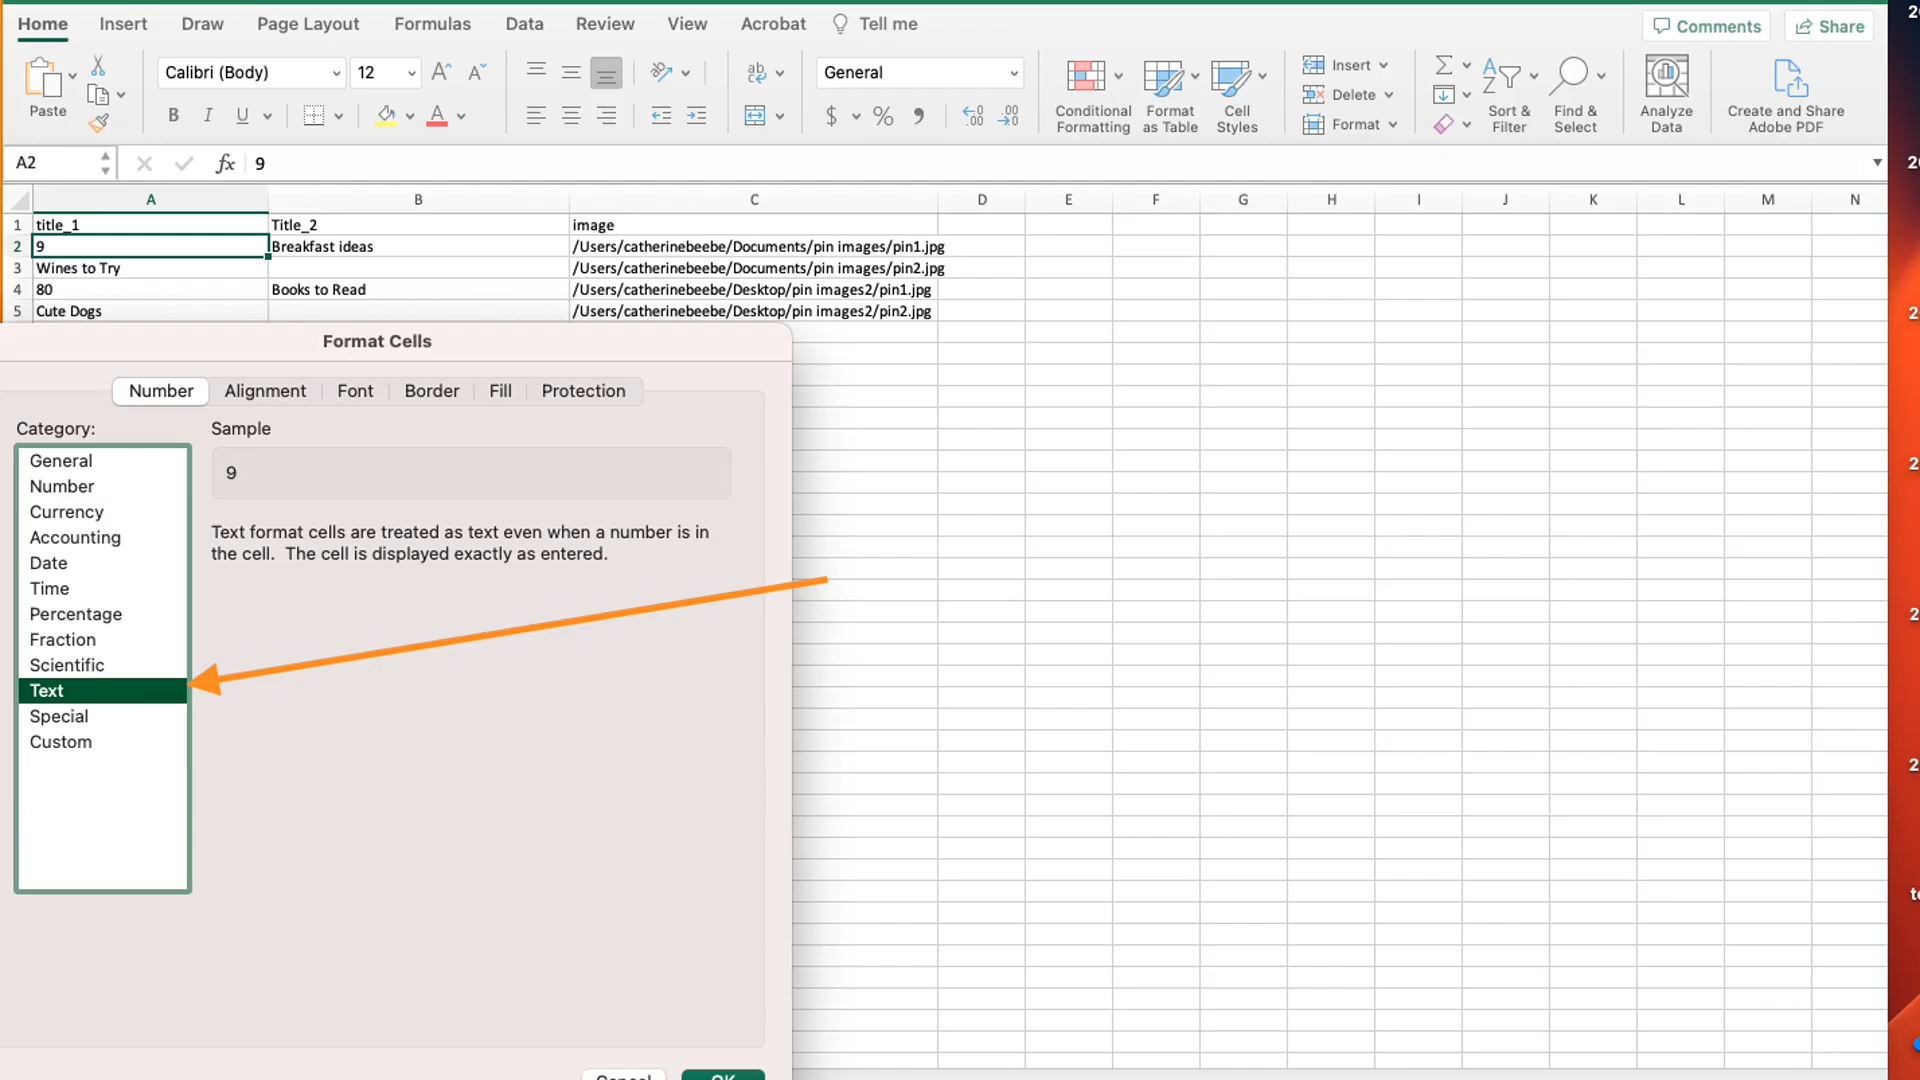 Home Insert Draw Page Layout Formulas Data Review View Acrobat Tell me Comments Share
Paste
Calibri (Body) 12
B I U A
ab
General
$ % 9
Conditional Formatting
Format as Table
Cell Styles
Insert
Delete
Format
Sort & Filter
Find & Select
Analyze Data
Create and Share Adobe PDF
A2 fx 9
A B C D E F G H I J K L M N
1 title_1 Title_2 image
2 9 Breakfast ideas /Users/catherinebeebe/Documents/pin images/pin1.jpg
3 Wines to Try /Users/catherinebeebe/Documents/pin images/pin2.jpg
4 80 Books to Read /Users/catherinebeebe/Desktop/pin images2/pin1.jpg
5 Cute Dogs /Users/catherinebeebe/Desktop/pin images2/pin2.jpg
Format Cells
Number Alignment Font Border Fill Protection
Category: Sample
General
9
Number
Currency
Text format cells are treated as text even when a number is in
Accounting
the cell. The cell is displayed exactly as entered.
Date
Time
Percentage
Fraction
Scientific
Text
Special
Custom
Cancel OK